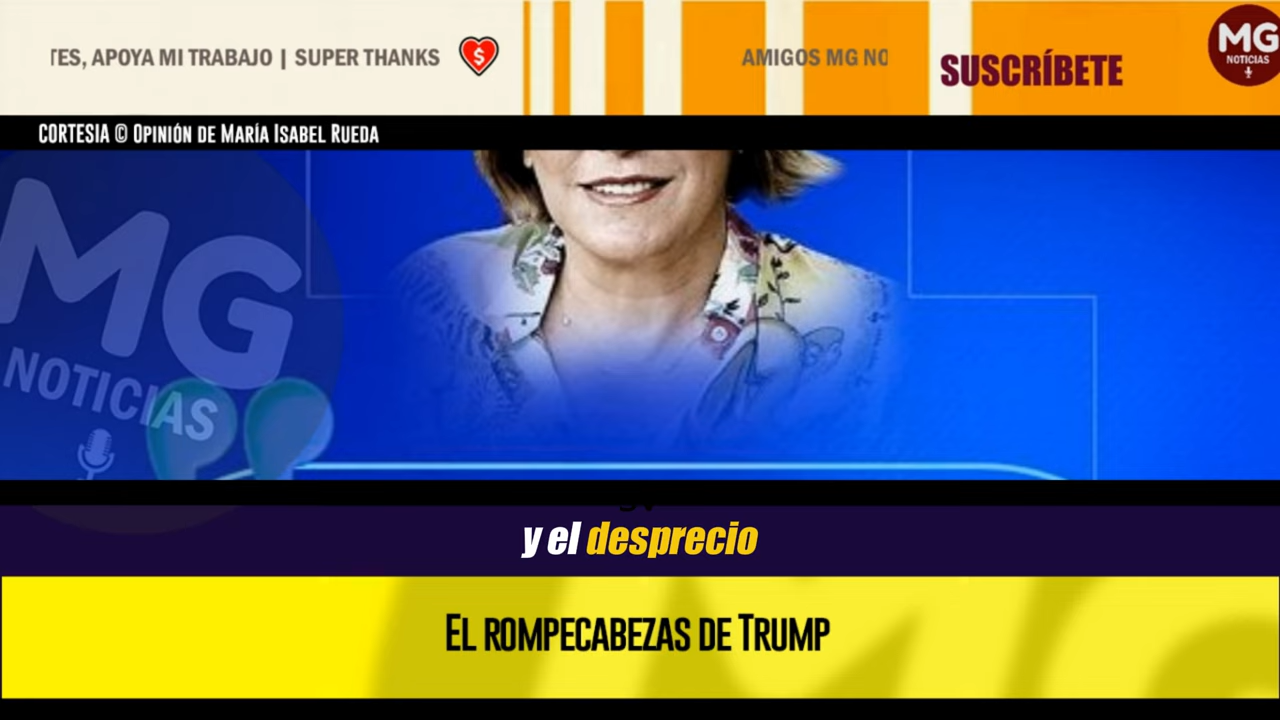 TES, APOYA MI TRABAJO | SUPER THANKS
AMIGOS MG NO
SUSCRÍBETE
MG
NOTICIAS
CORTESIA © OPINIÓN DE MARÍA ISABEL RUEDA
MG
NOTICIAS
y el desprecio
EL ROMPECABEZAS DE TRUMP